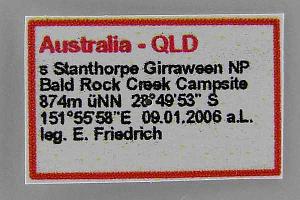 Australia - QLD
s Stanthorpe Girraween NP
Bald Rock Creek Campsite
874m üNN 28°49'53" S
151°55'58"E 09.01.2006 a.L.
leg. E. Friedrich